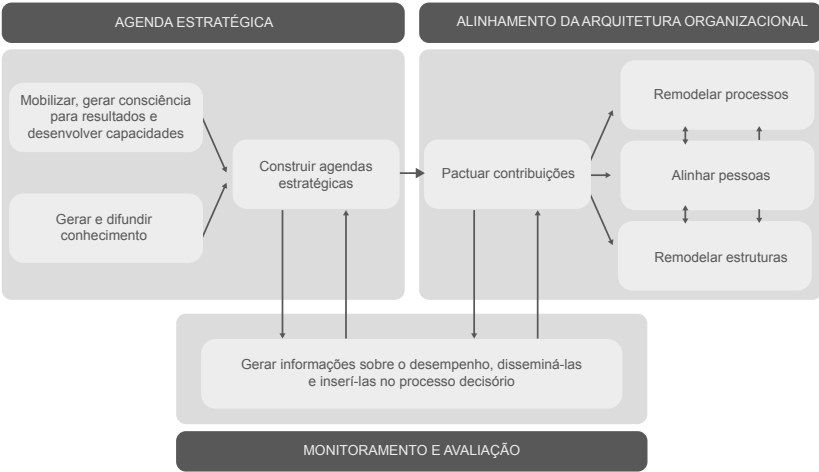 AGENDA ESTRATÉGICA
ALINHAMENTO DA ARQUITETURA ORGANIZACIONAL
Mobilizar, gerar consciência
para resultados e
desenvolver capacidades
Gerar e difundir
conhecimento
Construir agendas
estratégicas
Pactuar contribuições
Remodelar processos
Alinhar pessoas
Remodelar estruturas
Gerar informações sobre o desempenho, disseminá-las
e inserí-las no processo decisório
MONITORAMENTO E AVALIAÇÃO